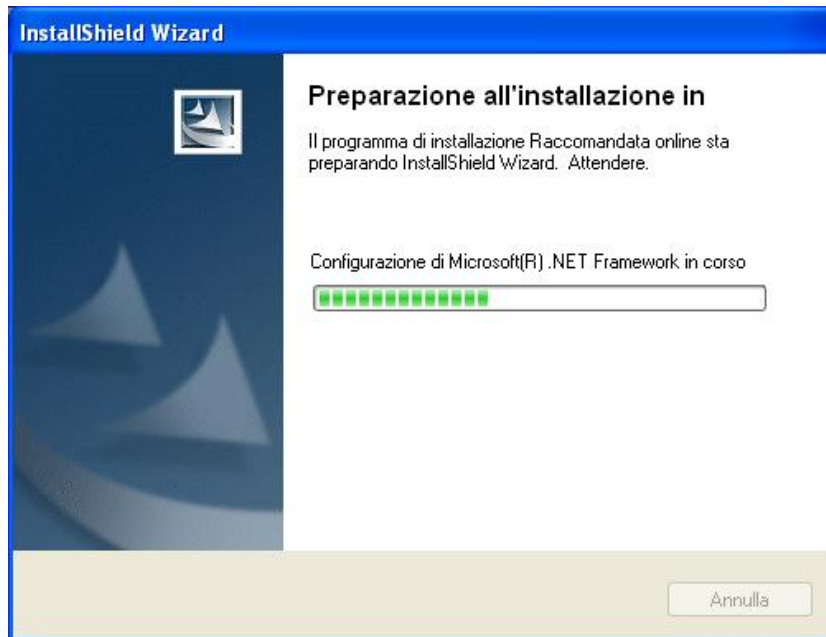 InstallShield Wizard
Preparazione all'installazione in
Il programma di installazione Raccomandata online sta
preparando InstallShield Wizard. Attendere.
Configurazione di Microsoft(R) .NET Framework in corso
Annulla